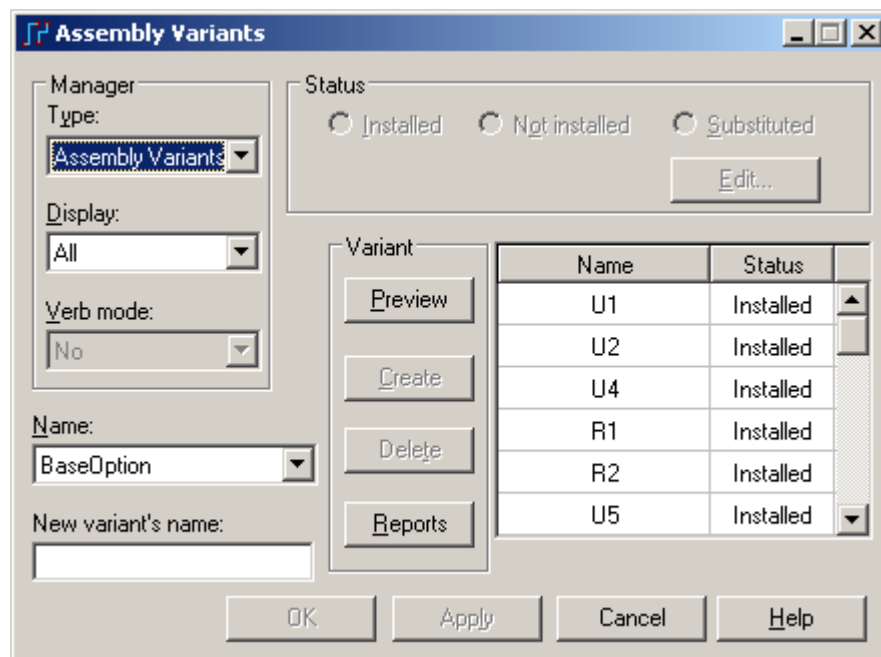 Assembly Variants
Manager
Type:
Assembly Variants
Display:
All
Verb mode:
No
Status
Installed
Not installed
Substituted
Edit...
Name:
BaseOption
New variant's name:
Variant
Preview
Create
Delete
Reports
Name Status
U1 Installed
U2 Installed
U4 Installed
R1 Installed
R2 Installed
U5 Installed
OK
Apply
Cancel
Help